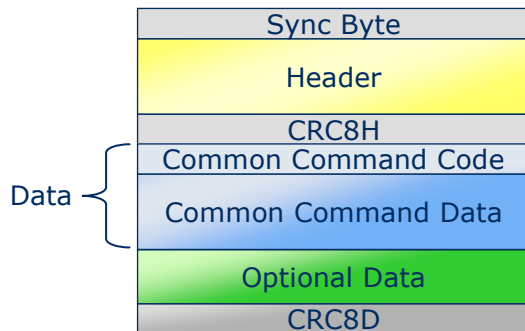 Sync Byte
Header
CRC8H
Common Command Code
Data
Common Command Data
Optional Data
CRC8D